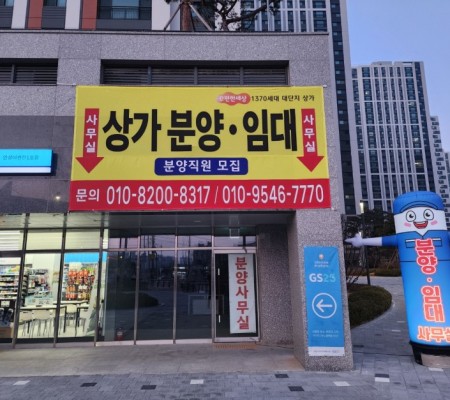 1370세대 대단지 상가
사무실
상가 분양·임대
사무실
분양직원 모집
문의 010-8200-8317 / 010-9546-7770
분양사무실
GS25
분양·임대
사무실